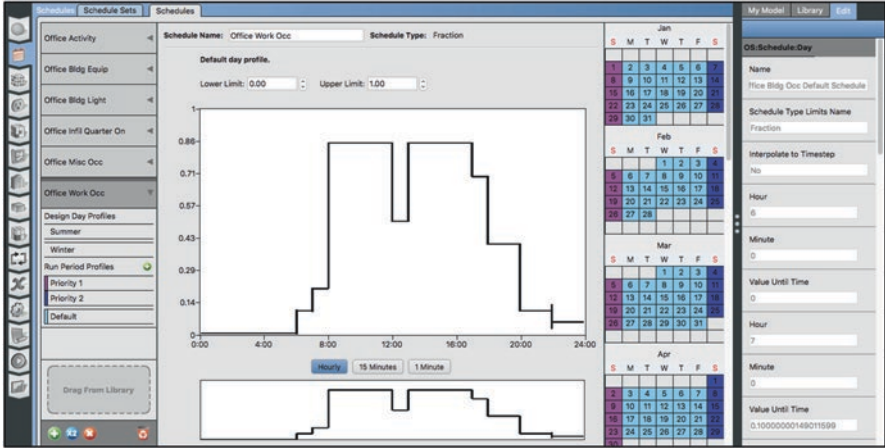 Schedules Schedule Sets Schedules My Model Library Edit
Office Activity
Office Bldg Equip
Office Bldg Light
Office Infil Quarter On
Office Misc Occ
Office Work Occ
Design Day Profiles
Summer
Winter
Run Period Profiles
Priority 1
Priority 2
Default
Drag From Library
Schedule Name: Office Work Occ Schedule Type: Fraction
Default day profile.
Lower Limit: 0.00 Upper Limit: 1.00
1
0.86
0.71
0.57
0.43
0.29
0.14
0:00 4:00 8:00 12:00 16:00 20:00 24:00
Hourly 15 Minutes 1 Minute
Jan
S M T W T F S
1 2 3 4 5 6 7
8 9 10 11 12 13 14
15 16 17 18 19 20 21
22 23 24 25 26 27 28
29 30 31
Feb
S M T W T F S
1 2 3 4
5 6 7 8 9 10 11
12 13 14 15 16 17 18
19 20 21 22 23 24 25
26 27 28
Mar
S M T W T F S
1 2 3 4
5 6 7 8 9 10 11
12 13 14 15 16 17 18
19 20 21 22 23 24 25
26 27 28 29 30 31
Apr
S M T W T F S
1
2 3 4 5 6 7 8
9 10 11 12 13 14 15
16 17 18 19 20 21 22
23 24 25 26 27 28 29
30
OS:Schedule:Day
Name
ffice Bldg Occ Default Schedule
Schedule Type Limits Name
Fraction
Interpolate to Timestep
No
Hour
6
Minute
0
Value Until Time
0
Hour
7
Minute
0
Value Until Time
0.10000000149011599